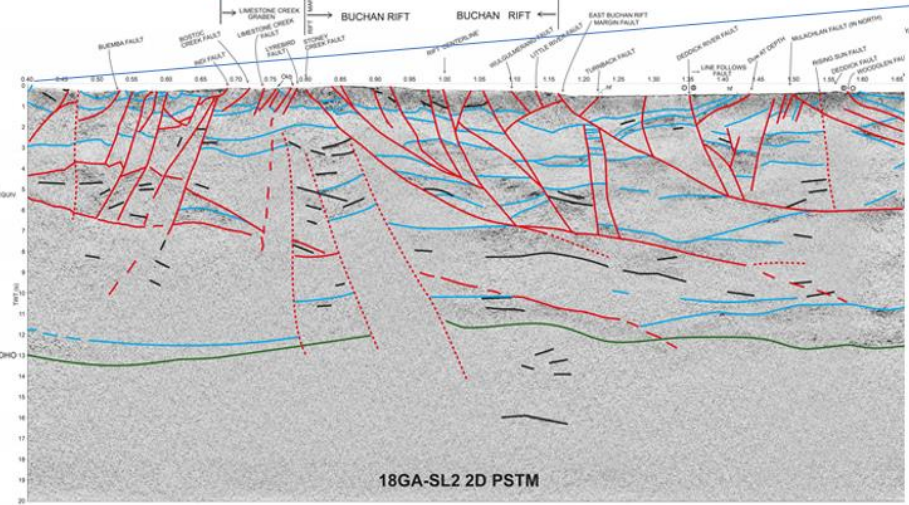 LIMESTONE CREEK
GRABEN
BUCHAN RIFT
BUCHAN RIFT
EAST BUCHAN RIFT
MARGIN FAULT
BUEMBA FAULT
BOSTOC
CREEK FAULT
INDI FAULT
LIMESTONE CREEK
FAULT
LYREBIRD
FAULT
STONEY
CREEK FAULT
RIFT CENTERLINE
LITTLE RIVER FAULT
TURNBACK FAULT
DEDDICK RIVER FAULT
LINE FOLLOWS
FAULT
MULACHLAN FAULT (IN NORTH)
RISING SUN FAULT
DEDDICK FAULT
WOODGLEN FAU
0.40 0.45 0.50 0.55 0.60 0.65 0.70 0.75 0.80 0.85 0.90 0.95 1.00 1.05 1.10 1.15 1.20 1.25 1.30 1.35 1.40 1.45 1.50 1.55 1.60 1.65
0
1
2
3
4
5
6
7
8
9
10
11
12
13
14
15
16
17
18
19
20
TWT (s)
OHO
18GA-SL2 2D PSTM